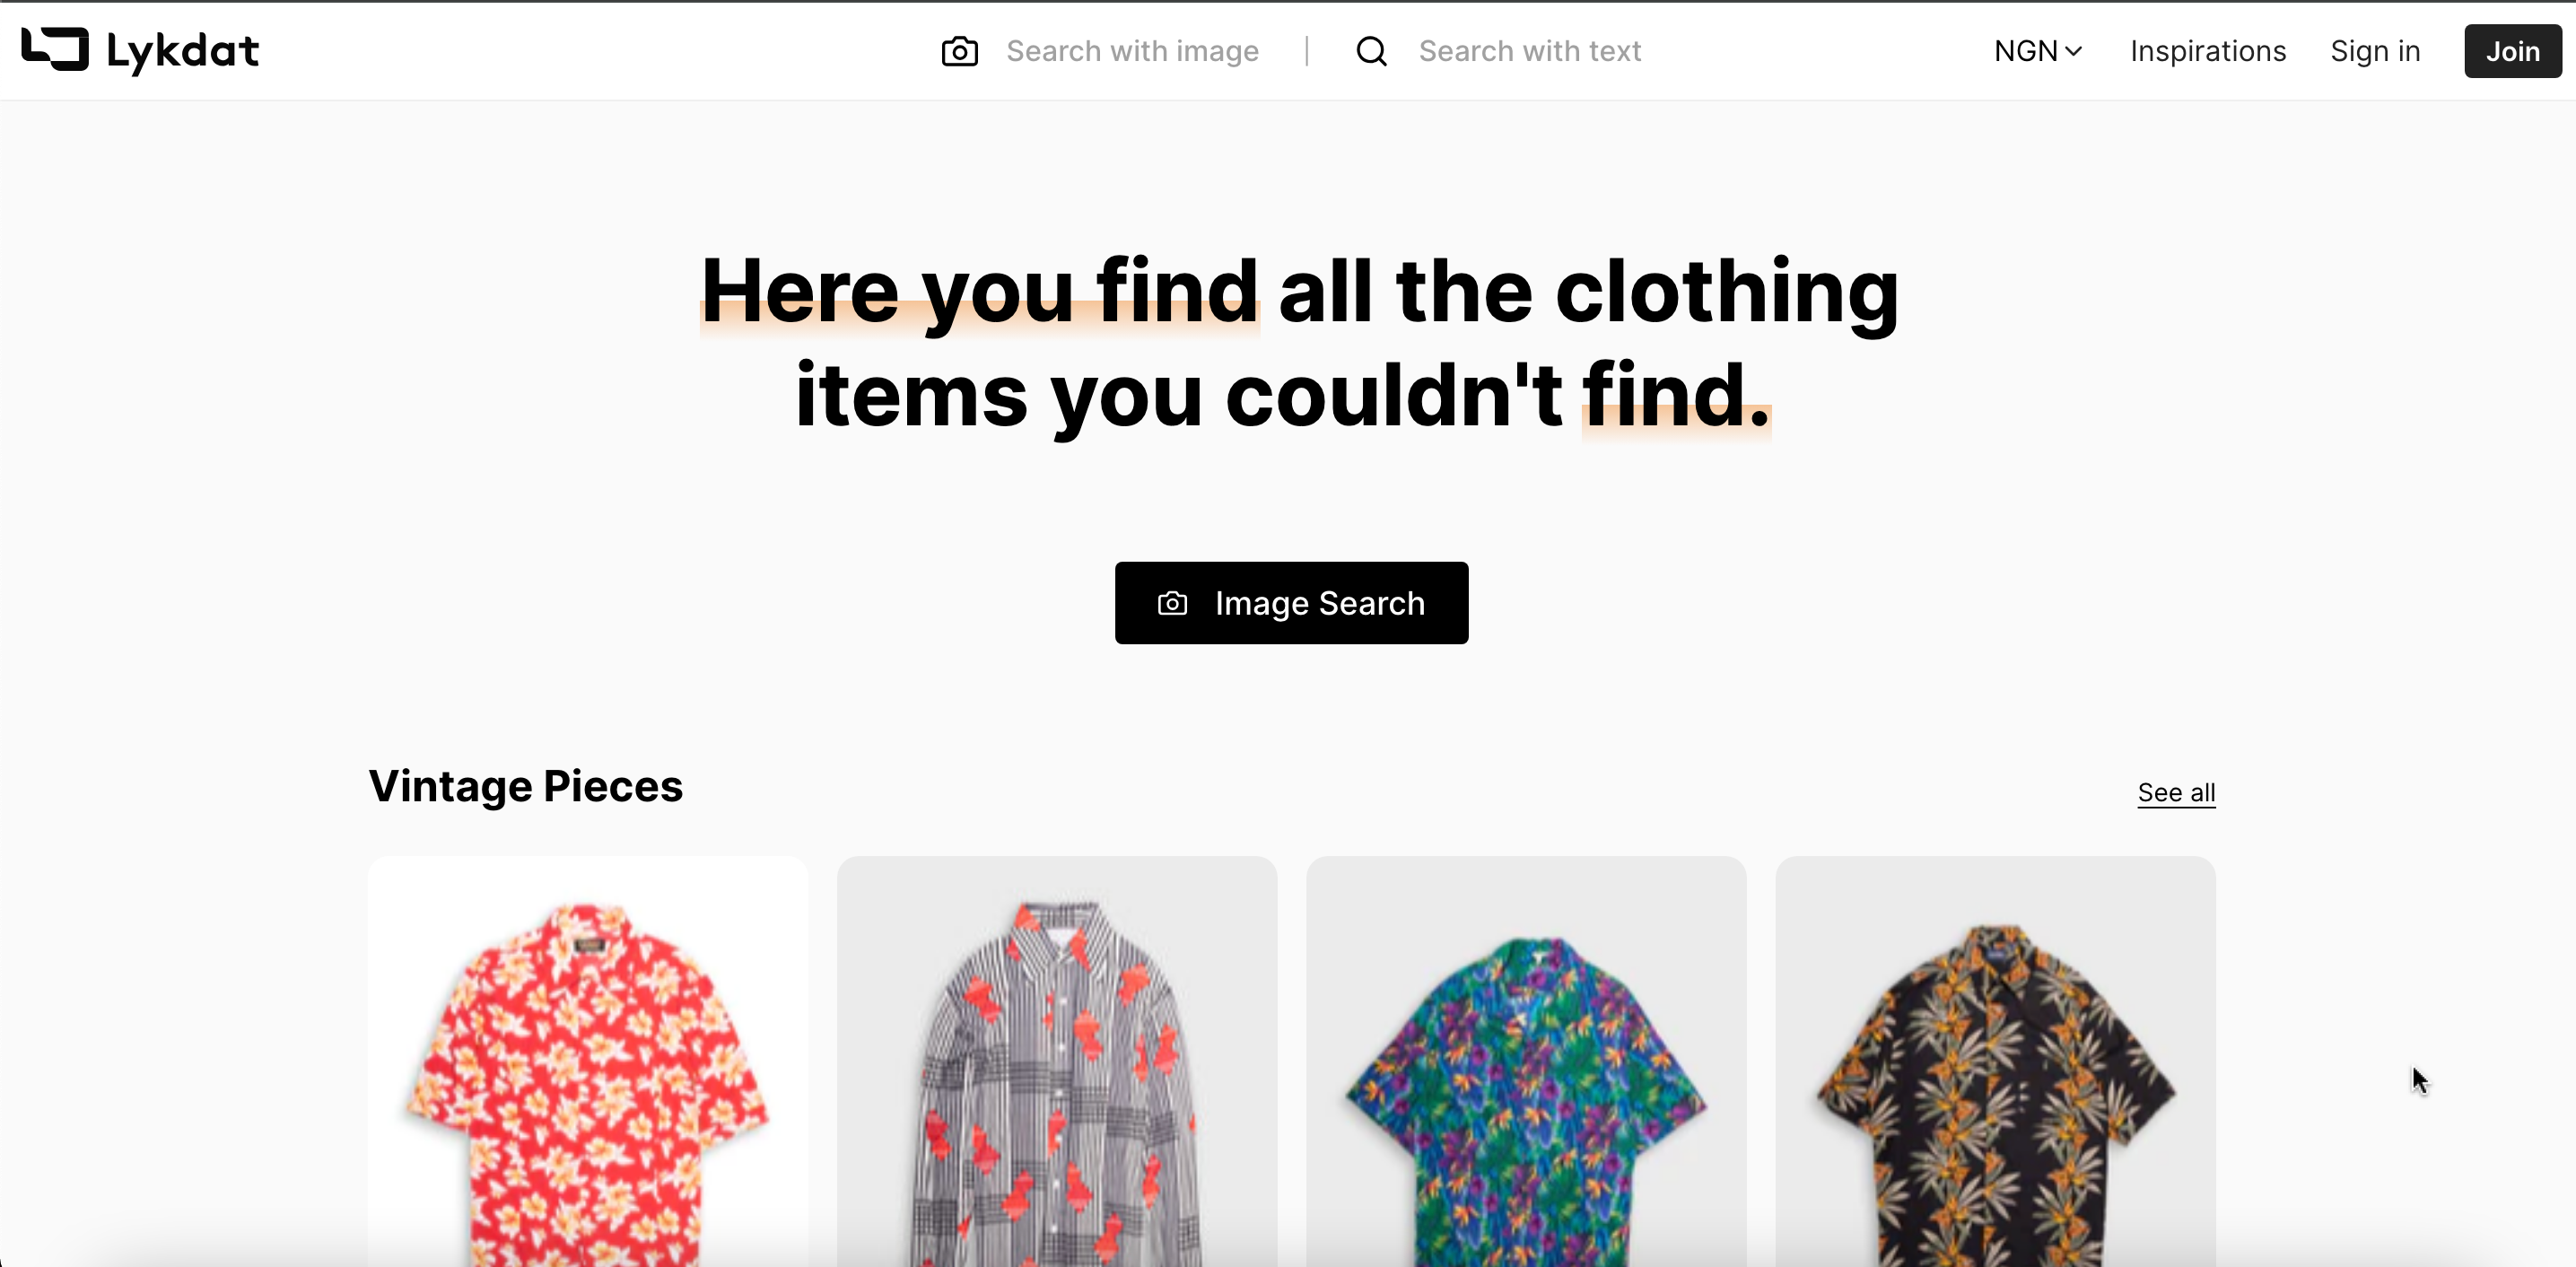 Lykdat
Search with image
Search with text
NGN
Inspirations
Sign in
Join
Here you find all the clothing
items you couldn't find.
Image Search
Vintage Pieces
See all